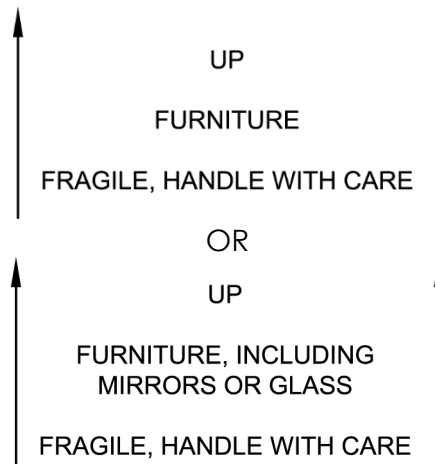 UP
FURNITURE
FRAGILE, HANDLE WITH CARE
OR
UP
FURNITURE, INCLUDING
MIRRORS OR GLASS
FRAGILE, HANDLE WITH CARE